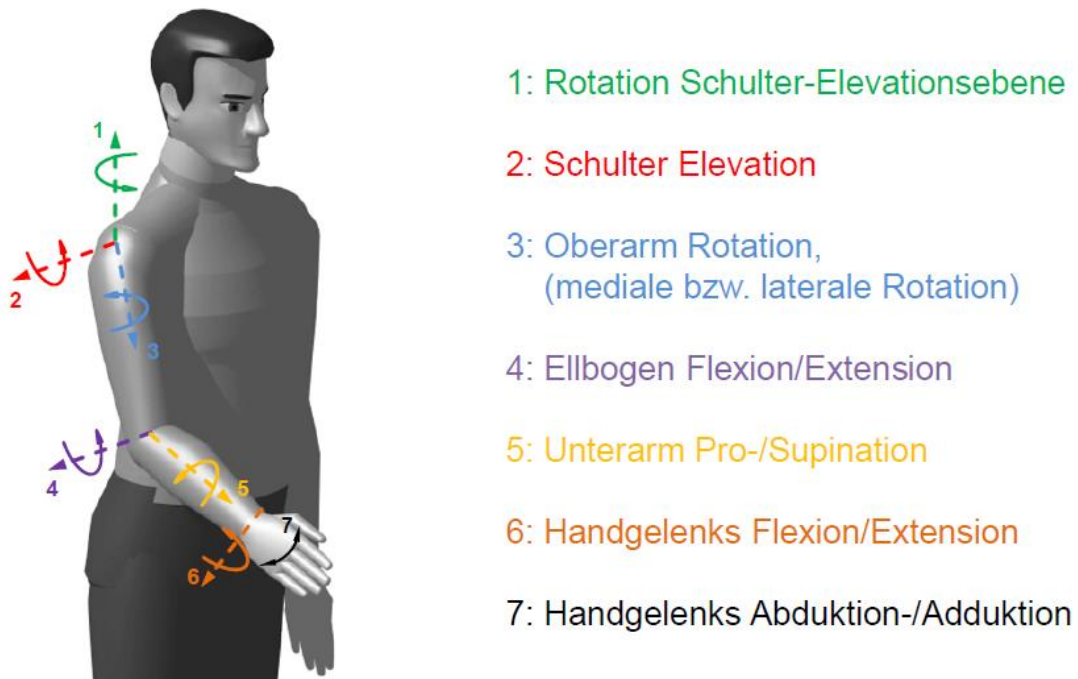 1: Rotation Schulter-Elevationsebene
2: Schulter Elevation
3: Oberarm Rotation,
(mediale bzw. laterale Rotation)
4: Ellbogen Flexion/Extension
5: Unterarm Pro-/Supination
6: Handgelenks Flexion/Extension
7: Handgelenks Abduktion-/Adduktion
1
2
3
4
5
7
6